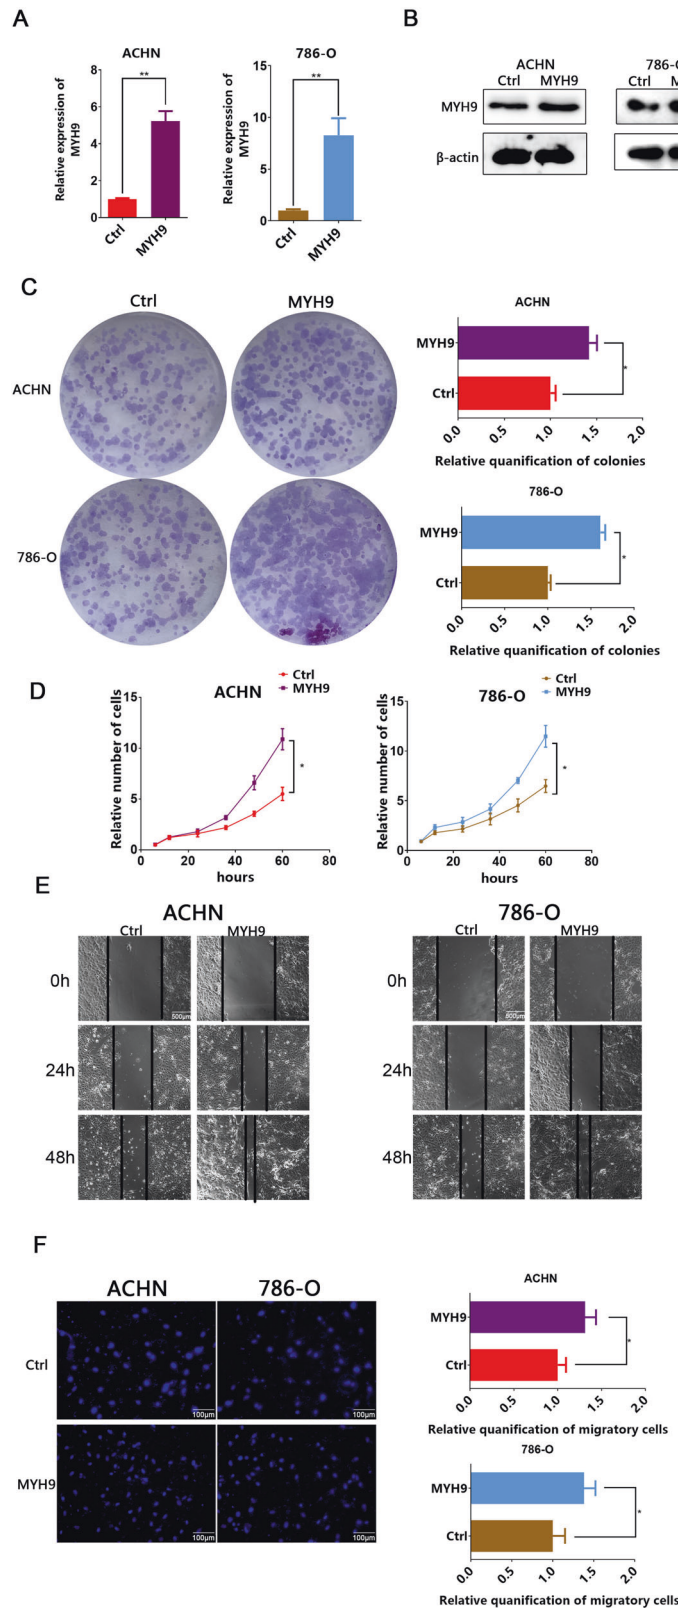 A
ACHN
Relative expression of
MYH9
8
6
4
2
0
**
Ctrl
MYH9
786-O
Relative expression of
MYH9
15
10
5
0
**
Ctrl
MYH9
B
ACHN
Ctrl MYH9
786-O
Ctrl M
MYH9
β-actin
C
Ctrl
MYH9
ACHN
786-O
ACHN
MYH9
Ctrl
*
0.0 0.5 1.0 1.5 2.0
Relative quanification of colonies
786-O
MYH9
Ctrl
*
0.0 0.5 1.0 1.5 2.0
Relative quanification of colonies
D
ACHN
Ctrl
MYH9
Relative number of cells
15
10
5
0
*
0 20 40 60 80
hours
786-O
Ctrl
MYH9
Relative number of cells
15
10
5
0
*
0 20 40 60 80
hours
E
ACHN
Ctrl MYH9
786-O
Ctrl MYH9
0h
500μm
24h
48h
0h
500μm
24h
48h
F
ACHN
786-O
Ctrl
100μm
100μm
MYH9
100μm
100μm
ACHN
MYH9
Ctrl
*
0.0 0.5 1.0 1.5 2.0
Relative quanification of migratory cells
786-O
MYH9
Ctrl
*
0.0 0.5 1.0 1.5 2.0
Relative quanification of migratory cells